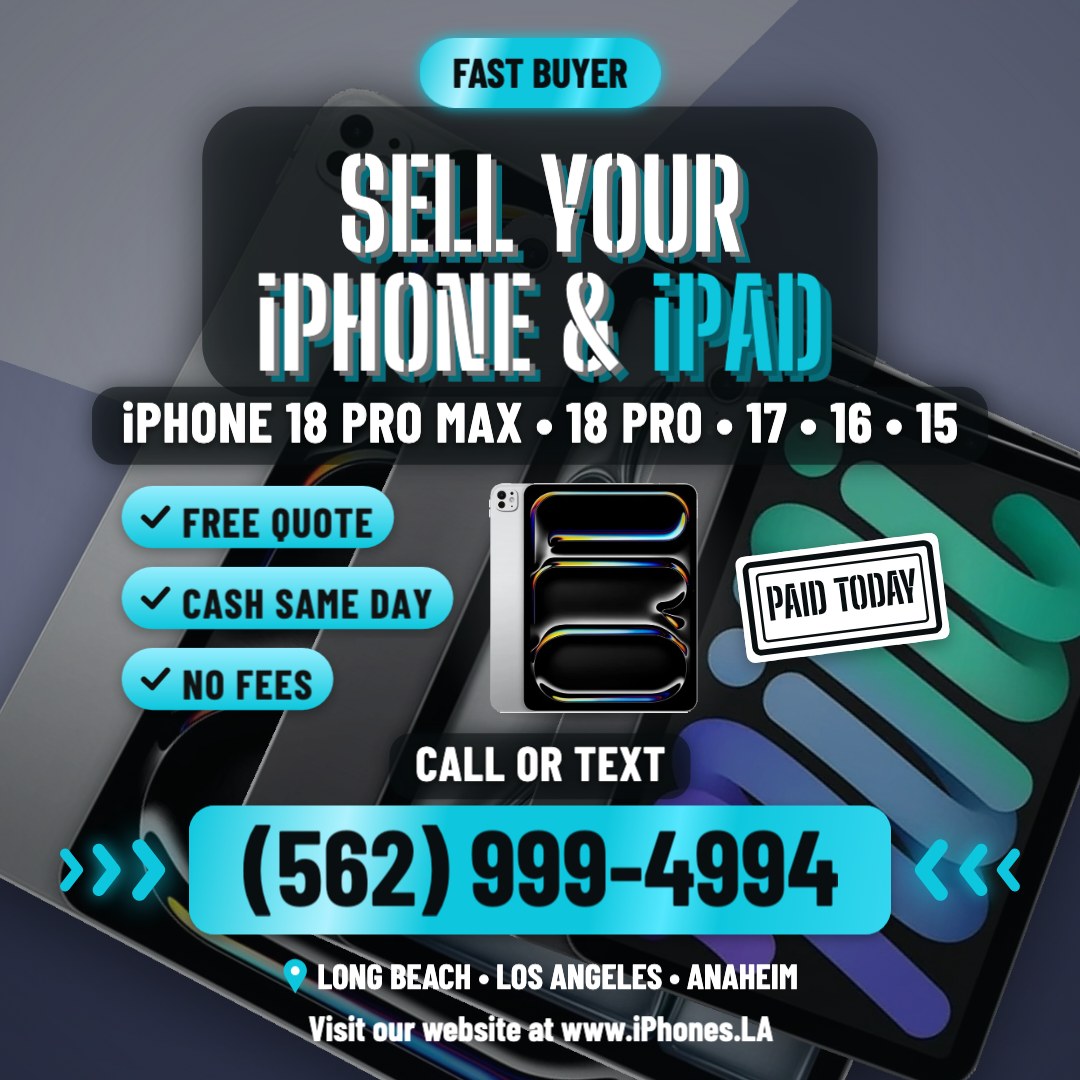 FAST BUYER
SELL YOUR
iPHONE & iPAD
iPHONE 18 PRO MAX • 18 PRO • 17 • 16 • 15
FREE QUOTE
CASH SAME DAY
NO FEES
PAID TODAY
CALL OR TEXT
(562) 999-4994
LONG BEACH • LOS ANGELES • ANAHEIM
Visit our website at www.iPhones.LA